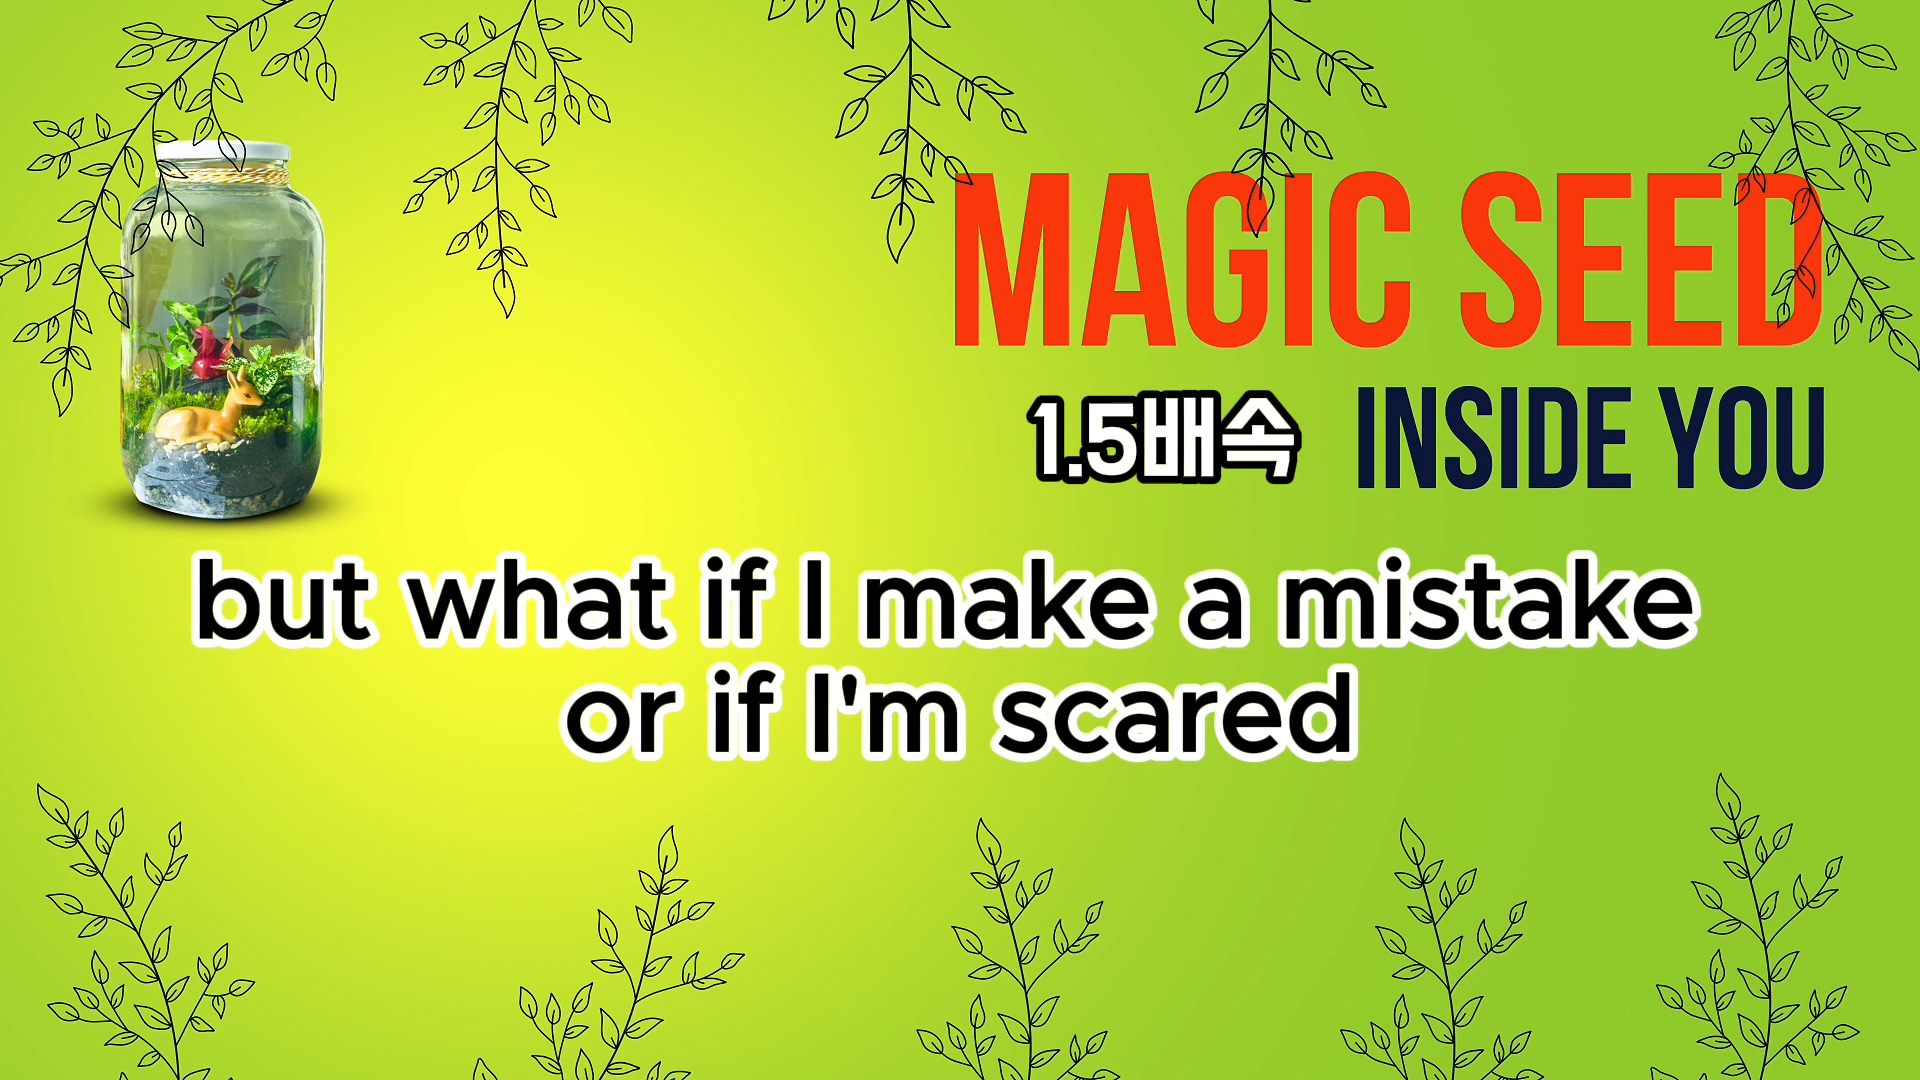 MAGIC SEED
1.5배속 INSIDE YOU
but what if I make a mistake
or if I'm scared